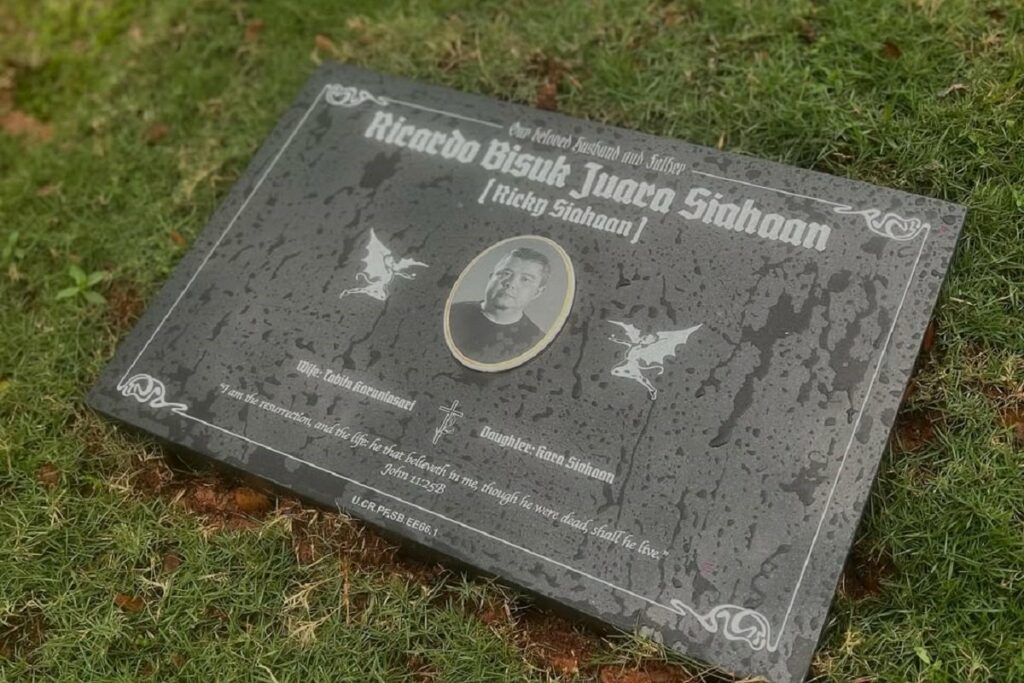 Our Beloved Husband and Father
Ricardo Bisuk Juara Siahaan
[Ricky Siahaan]
Wife: Tabita Koruntasaef
Daughter: Kara Siahaan
"I am the resurrection, and the life: he that believeth in me, though he were dead, shall he live."
John 11:25B
U.CR.PF.SB.EE66.1